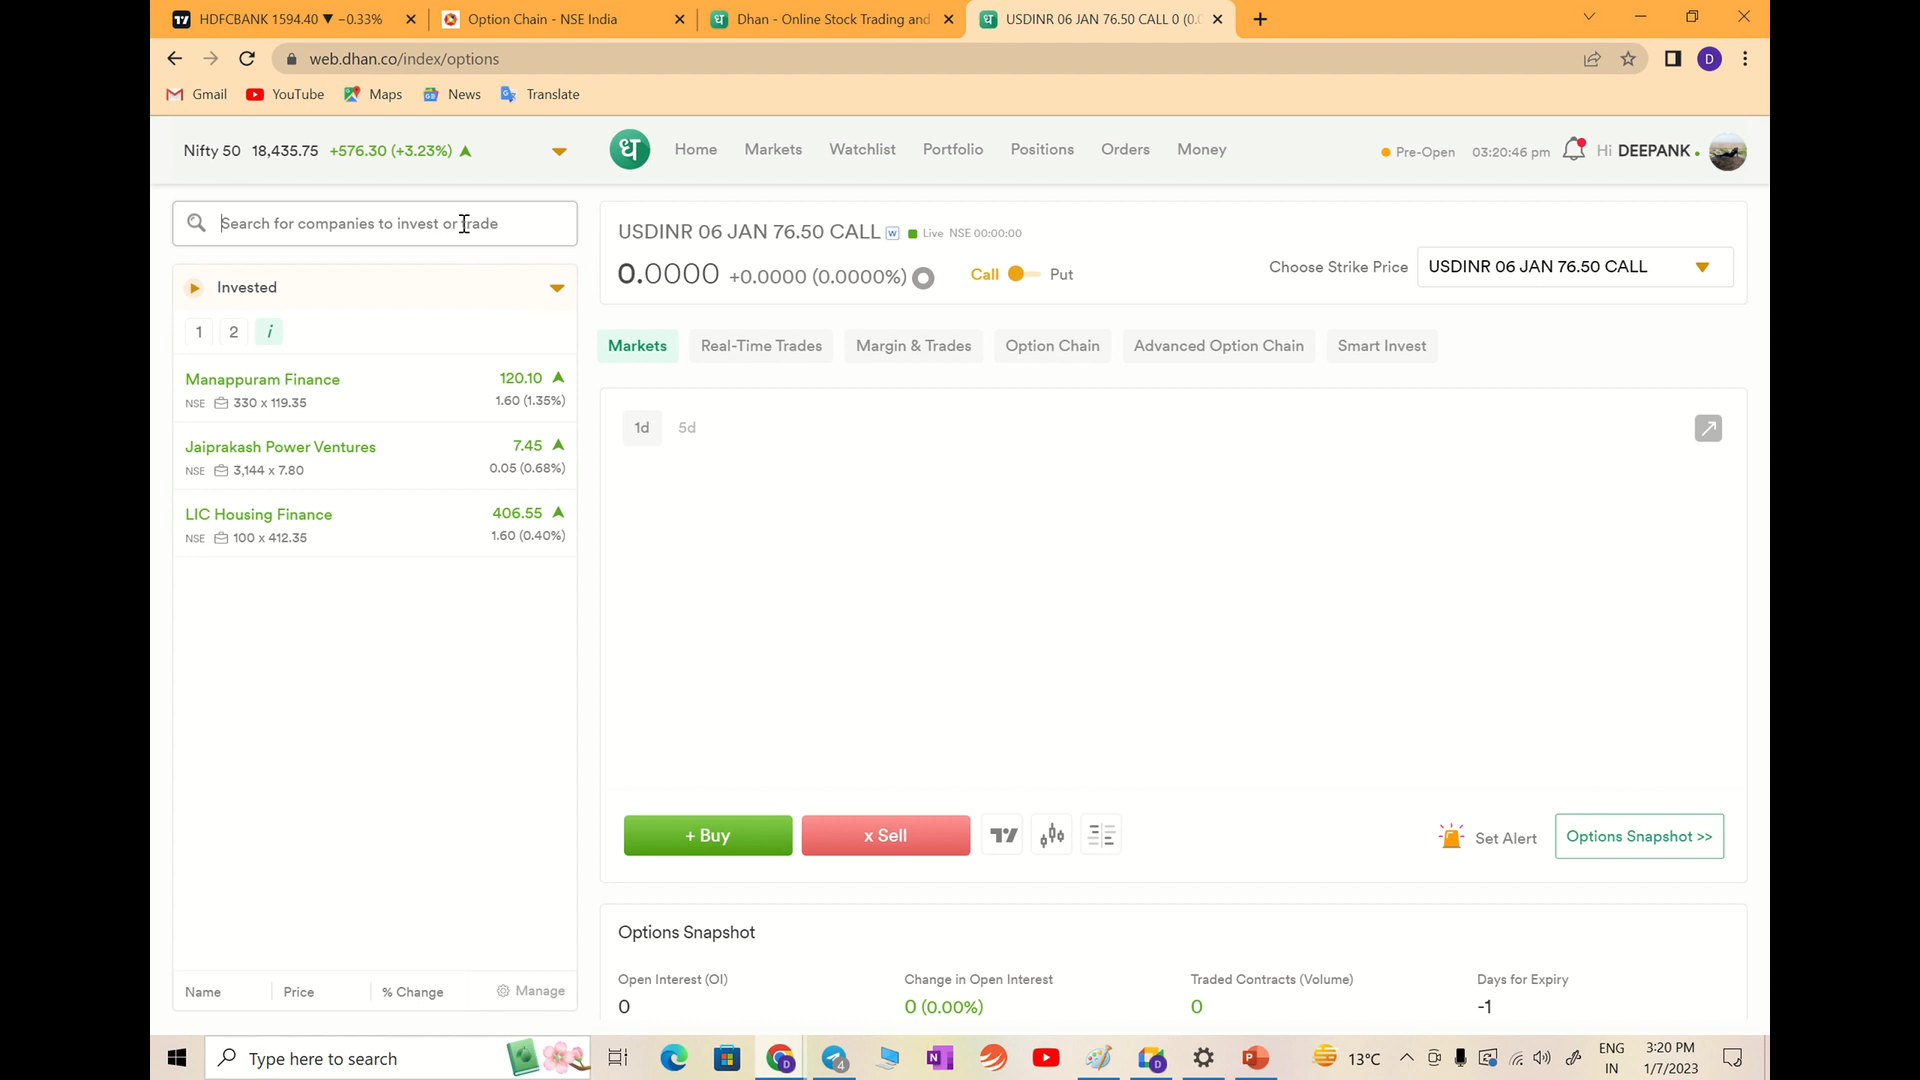 HDFCBANK 1594.40 ▼ −0.33%
Option Chain - NSE India
Dhan - Online Stock Trading and
USDINR 06 JAN 76.50 CALL 0 (0.0
web.dhan.co/index/options
D
Gmail
YouTube
Maps
News
Translate
Nifty 50 18,435.75 +576.30 (+3.23%)
ध
Home
Markets
Watchlist
Portfolio
Positions
Orders
Money
Pre-Open 03:20:46 pm
Hi DEEPANK
Search for companies to invest or trade
Invested
1 2 i
Manappuram Finance 120.10
NSE 330 x 119.35 1.60 (1.35%)
Jaiprakash Power Ventures 7.45
NSE 3,144 x 7.80 0.05 (0.68%)
LIC Housing Finance 406.55
NSE 100 x 412.35 1.60 (0.40%)
Name Price % Change Manage
USDINR 06 JAN 76.50 CALL W Live NSE 00:00:00
0.0000 +0.0000 (0.0000%) Call Put
Choose Strike Price USDINR 06 JAN 76.50 CALL
Markets
Real-Time Trades
Margin & Trades
Option Chain
Advanced Option Chain
Smart Invest
1d 5d
+ Buy
x Sell
Set Alert
Options Snapshot >>
Options Snapshot
Open Interest (OI) Change in Open Interest Traded Contracts (Volume) Days for Expiry
0 0 (0.00%) 0 -1
Type here to search
13°C
ENG
IN
3:20 PM
1/7/2023